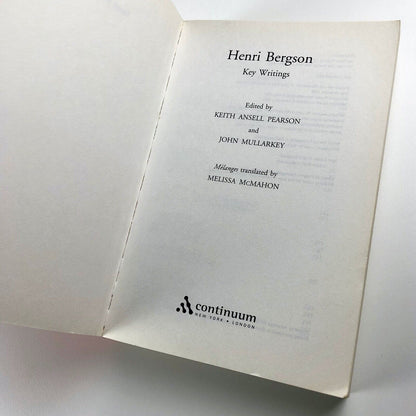 Henri Bergson
Key Writings
Edited by
KEITH ANSELL PEARSON
and
JOHN MULLARKEY
Mélanges translated by
MELISSA McMAHON
continuum
NEW YORK • LONDON